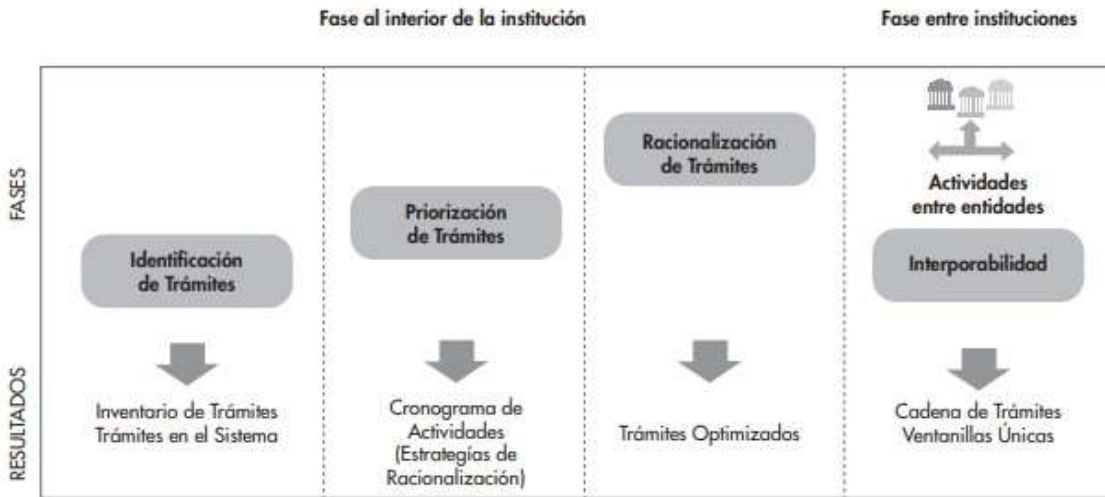 Fase al interior de la institución
Fase entre instituciones
FASES
Identificación
de Trámites
Priorización
de Trámites
Racionalización
de Trámites
Actividades
entre entidades
Interporabilidad
RESULTADOS
Inventario de Trámites
Trámites en el Sistema
Cronograma de
Actividades
(Estrategías de
Racionalización)
Trámites Optimizados
Cadena de Trámites
Ventanillas Únicas